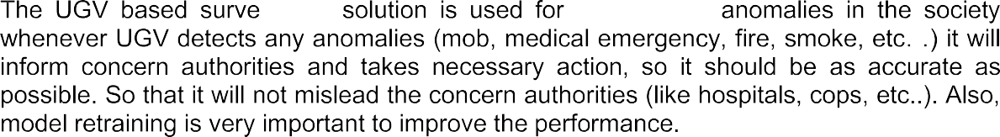 The UGV based surve solution is used for anomalies in the society
whenever UGV detects any anomalies (mob, medical emergency, fire, smoke, etc. .) it will
inform concern authorities and takes necessary action, so it should be as accurate as
possible. So that it will not mislead the concern authorities (like hospitals, cops, etc..). Also,
model retraining is very important to improve the performance.